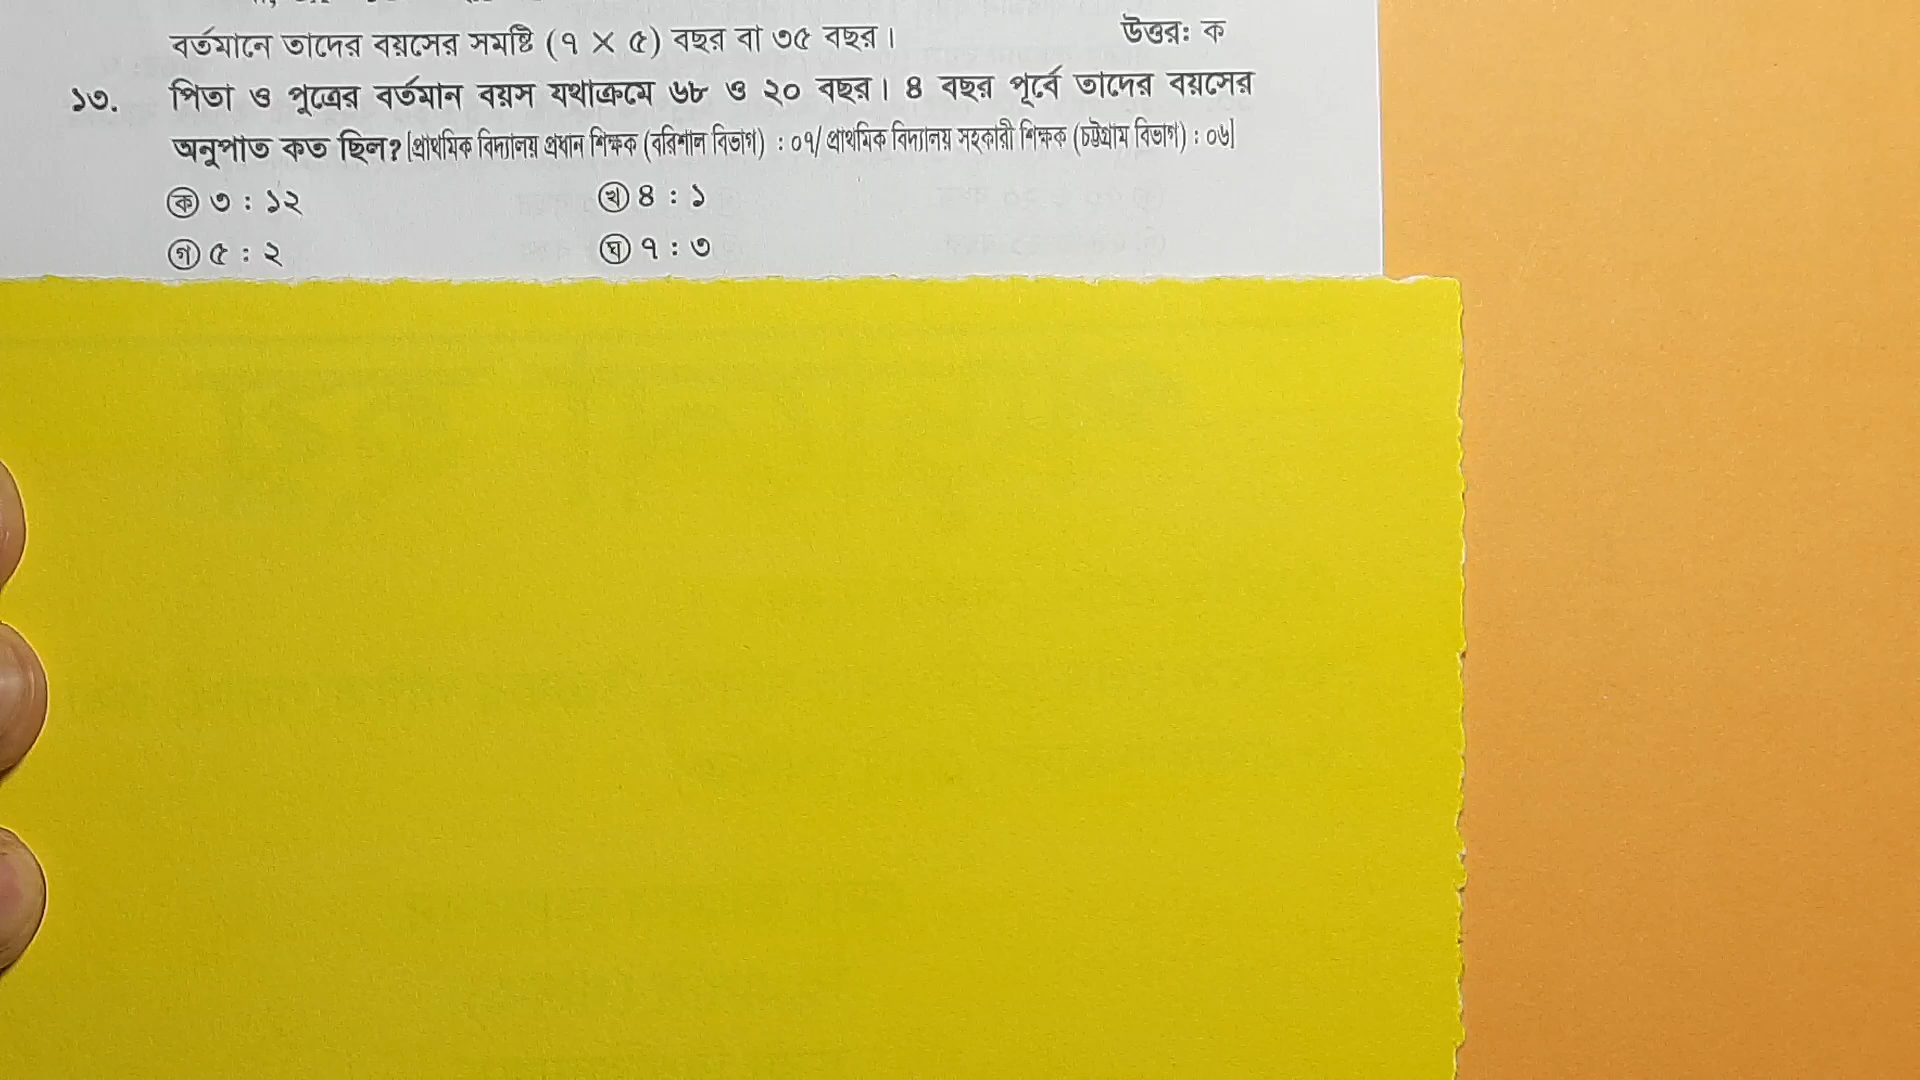 বর্তমানে তাদের বয়সের সমষ্টি (৭ × ৫) বছর বা ৩৫ বছর। উত্তর: ক
১৩. পিতা ও পুত্রের বর্তমান বয়স যথাক্রমে ৬৮ ও ২০ বছর। ৪ বছর পূর্বে তাদের বয়সের
অনুপাত কত ছিল? [প্রাথমিক বিদ্যালয় প্রধান শিক্ষক (বরিশাল বিভাগ) : ০৭/ প্রাথমিক বিদ্যালয় সহকারী শিক্ষক (চট্টগ্রাম বিভাগ) : ০৬]
ক ৩ : ১২ খ ৪ : ১
গ ৫ : ২ ঘ ৭ : ৩